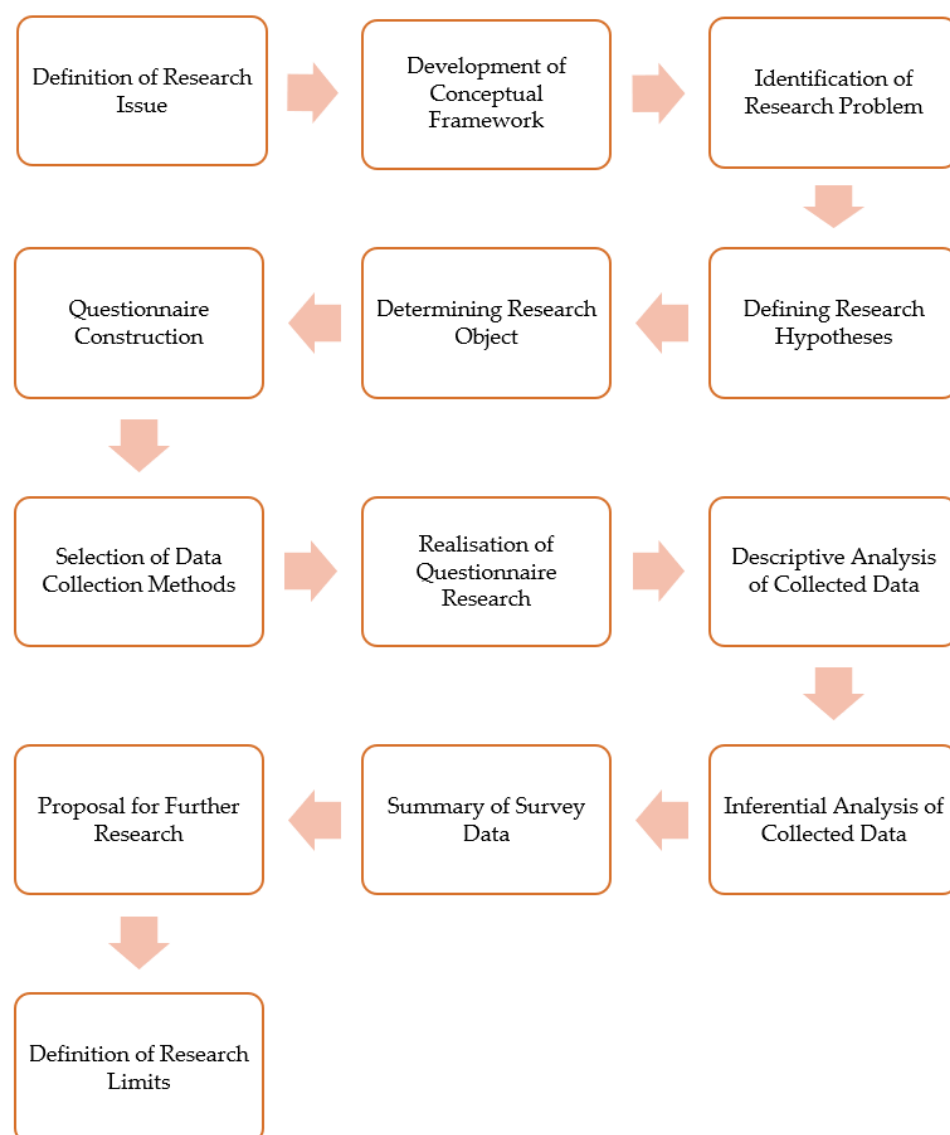 Definition of Research
Issue
Development of
Conceptual
Framework
Identification of
Research Problem
Defining Research
Hypotheses
Determining Research
Object
Questionnaire
Construction
Selection of Data
Collection Methods
Realisation of
Questionnaire
Research
Descriptive Analysis
of Collected Data
Inferential Analysis of
Collected Data
Summary of Survey
Data
Proposal for Further
Research
Definition of Research
Limits